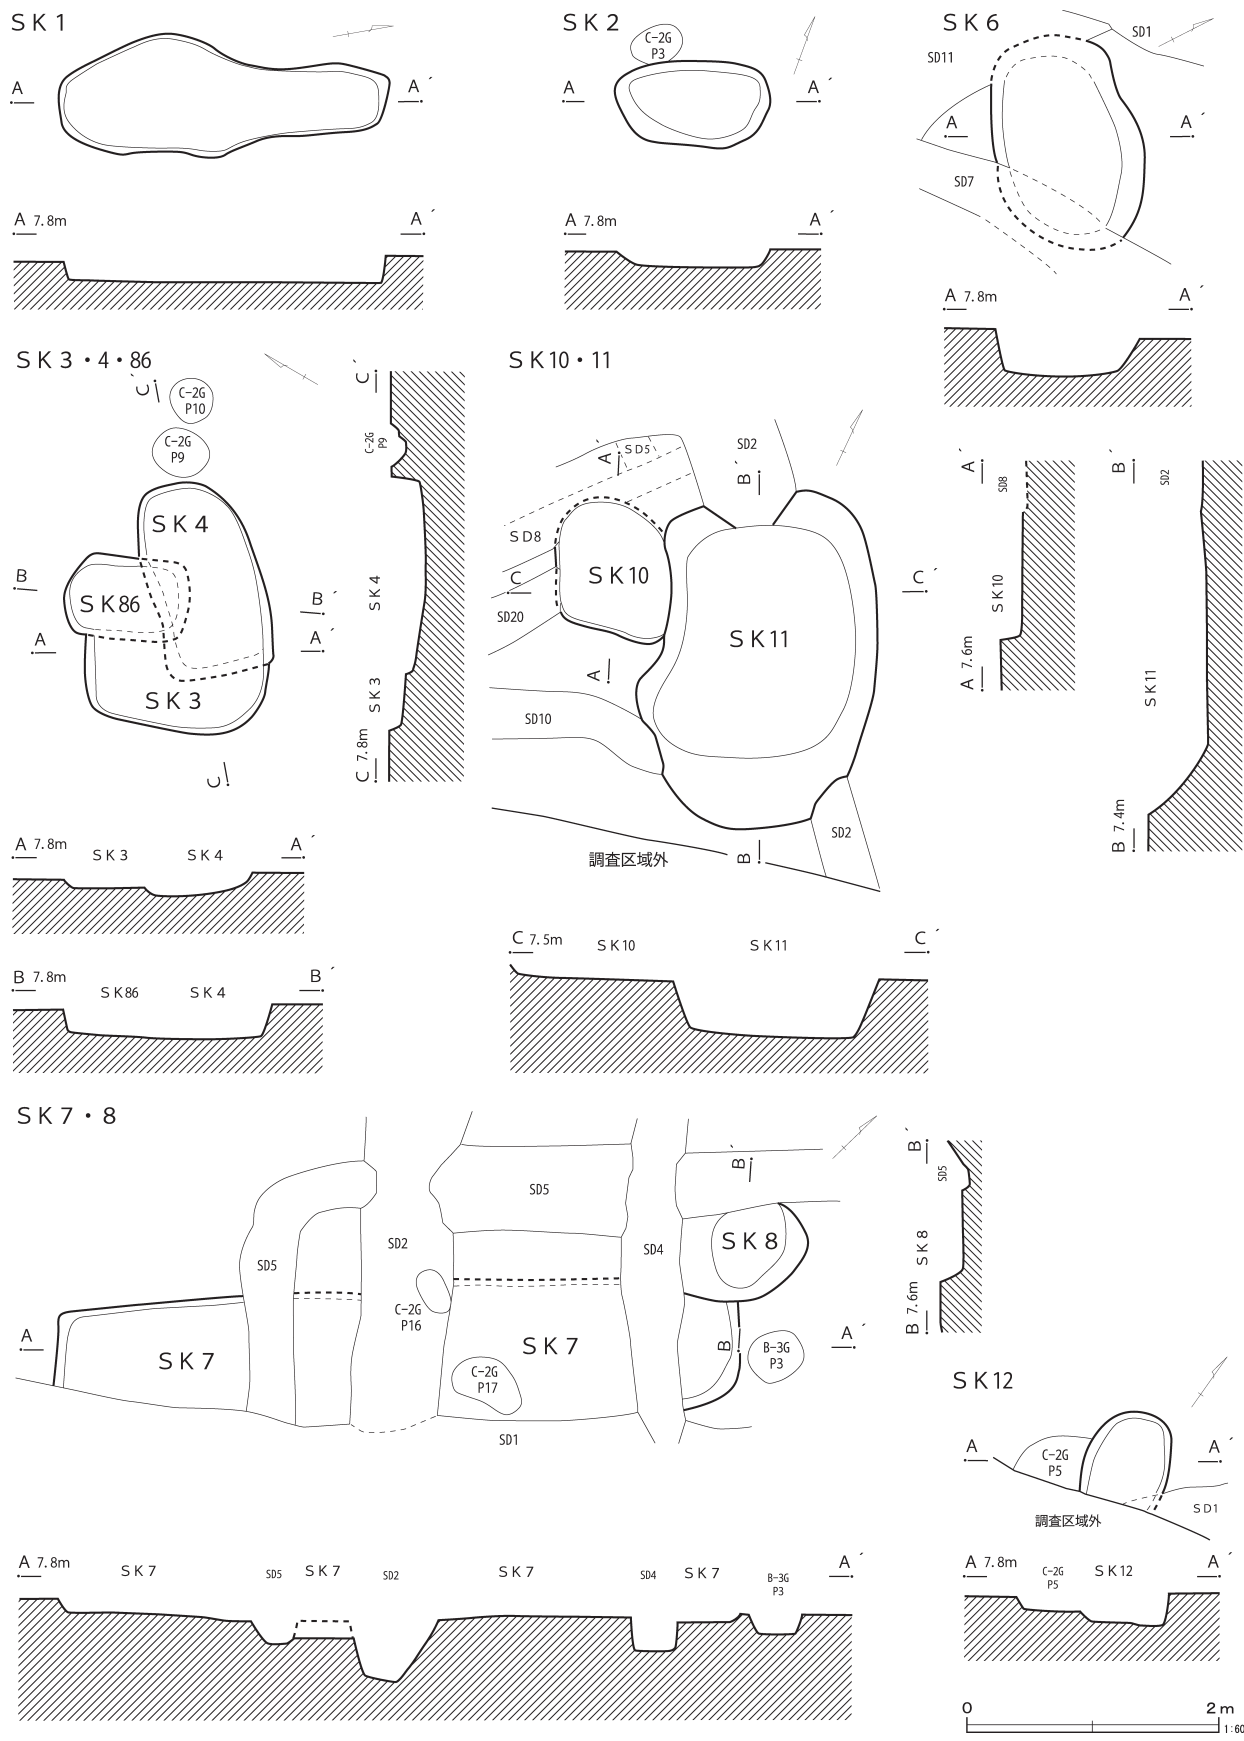 SK1
A
A´
A 7.8m
A´
SK2
C-2G
P3
A
A´
A 7.8m
A´
SK6
SD1
SD11
A
A´
SD7
A 7.8m
A´
SK3・4・86
C´
C-2G
P10
C-2G
P9
SK4
B
SK86
B´
A
A´
SK3
C
C´
C-2G
P9
SK4
SK3
C 7.8m
A 7.8m
SK3
SK4
A´
B 7.8m
SK86
SK4
B´
SK10・11
A´
SD5
SD2
B´
SD8
SK10
C
C´
SD20
SK11
A
SD10
SD2
調査区域外
B
A´
SD8
SK10
A 7.6m
B´
SD2
SK11
B 7.4m
C 7.5m
SK10
SK11
C´
SK7・8
B´
SD5
SD2
SK8
SD4
SD5
C-2G
P16
A
SK7
SK7
B
A´
B-3G
P3
C-2G
P17
SD1
B´
SD5
SK8
B 7.6m
A 7.8m
SK7
SD5
SK7
SD2
SK7
SD4
SK7
B-3G
P3
A´
SK12
A
C-2G
P5
A´
SD1
調査区域外
A 7.8m
C-2G
P5
SK12
A´
0
2m
1:60